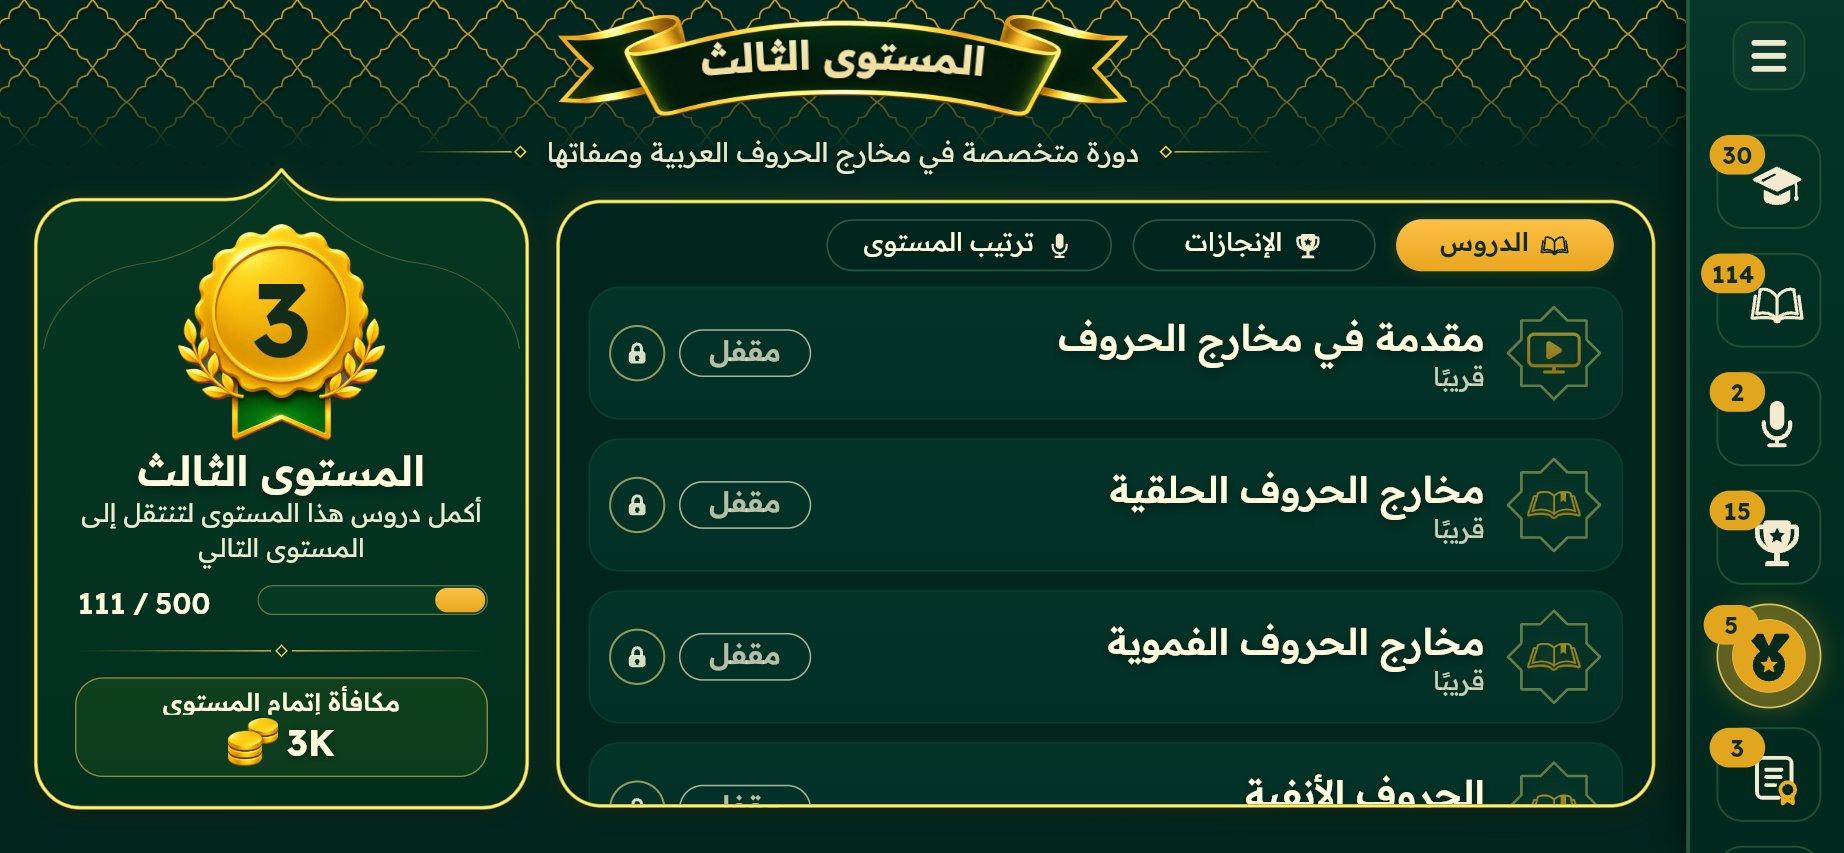 المستوى الثالث
دورة متخصصة في مخارج الحروف العربية وصفاتها
30
114
2
15
5
3
الدروس
الإنجازات
ترتيب المستوى
مقدمة في مخارج الحروف
قريبًا
مقفل
مخارج الحروف الحلقية
قريبًا
مقفل
مخارج الحروف الفموية
قريبًا
مقفل
الحروف الأنفية
مقفل
3
المستوى الثالث
أكمل دروس هذا المستوى لتنتقل إلى
المستوى التالي
111 / 500
مكافأة إتمام المستوى
3K